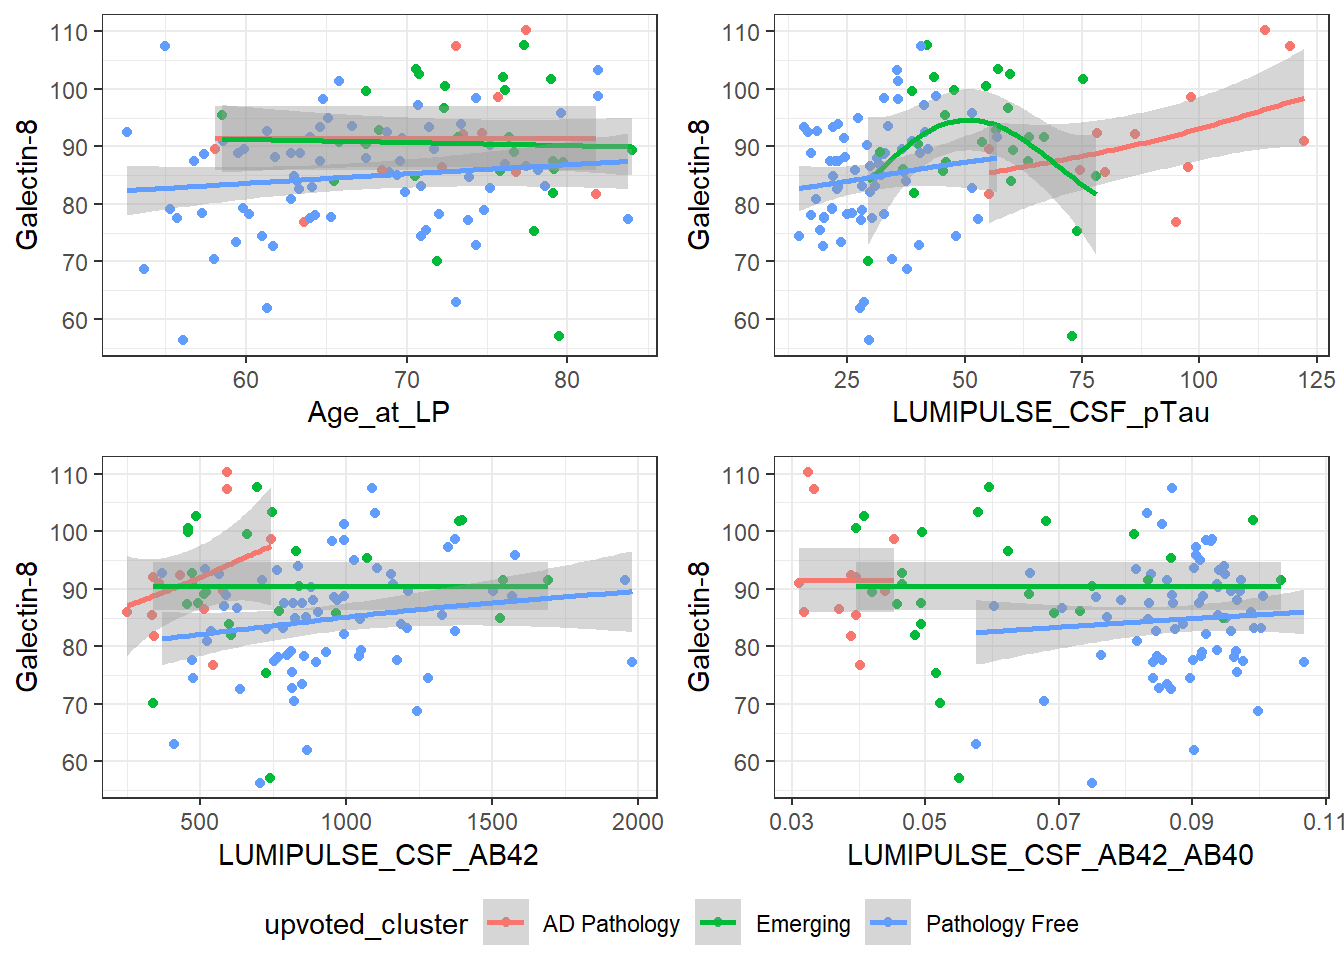 110
100
90
80
70
60
Galectin-8
60 70 80
Age_at_LP
110
100
90
80
70
60
Galectin-8
25 50 75 100 125
LUMIPULSE_CSF_pTau
110
100
90
80
70
60
Galectin-8
500 1000 1500 2000
LUMIPULSE_CSF_AB42
110
100
90
80
70
60
Galectin-8
0.03 0.05 0.07 0.09 0.11
LUMIPULSE_CSF_AB42_AB40
upvoted_cluster AD Pathology Emerging Pathology Free